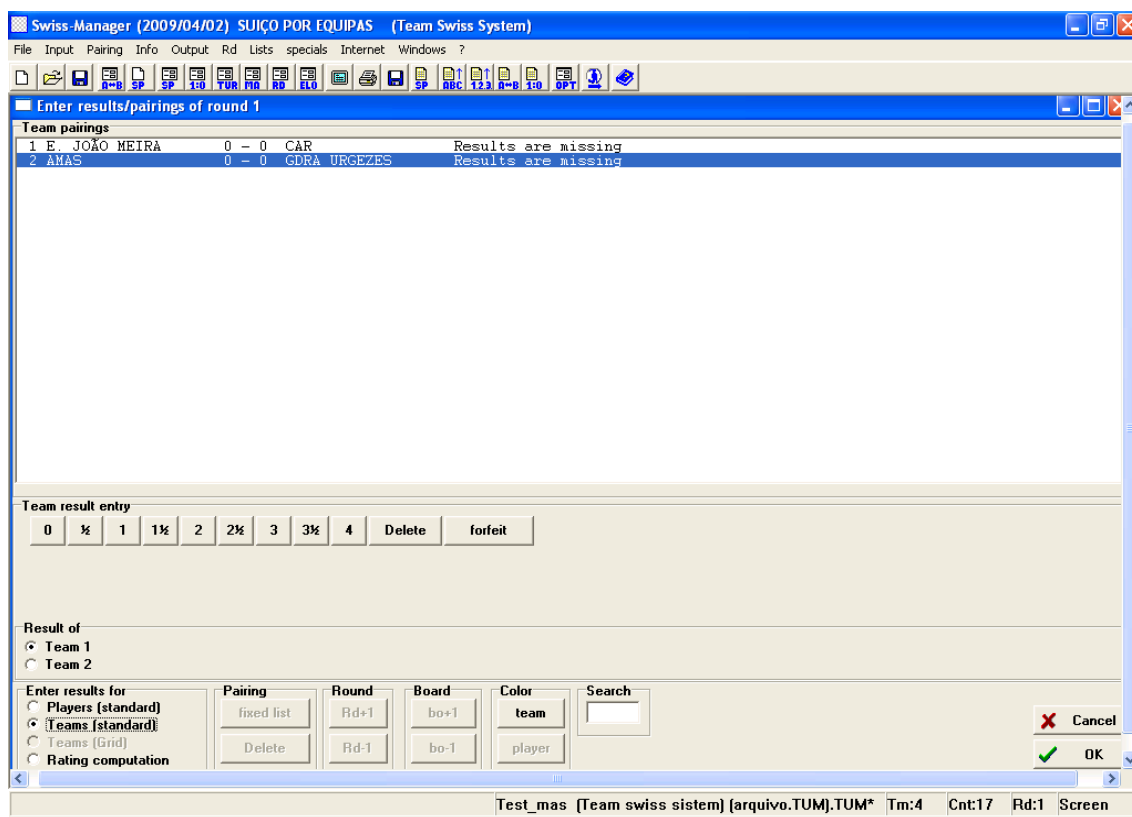 Swiss-Manager (2009/04/02) SUIÇO POR EQUIPAS (Team Swiss System)
File Input Pairing Info Output Rd Lists specials Internet Windows ?
A↔B SP SP 1:0 TUR MA RD ELO SP ABC 1.2.3. A↔B 1:0 OPT
Enter results/pairings of round 1
Team pairings
1 E. JOÃO MEIRA 0 - 0 CAR Results are missing
2 AMAS 0 - 0 GDRA URGEZES Results are missing
Team result entry
0 ½ 1 1½ 2 2½ 3 3½ 4 Delete forfeit
Result of
Team 1
Team 2
Enter results for Pairing Round Board Color Search
Players (standard) fixed list Rd+1 bo+1 team
Teams (standard)
Teams (Grid) Delete Rd-1 bo-1 player
Rating computation
Cancel
OK
Test_mas (Team swiss sistem) (arquivo.TUM).TUM* Tm:4 Cnt:17 Rd:1 Screen